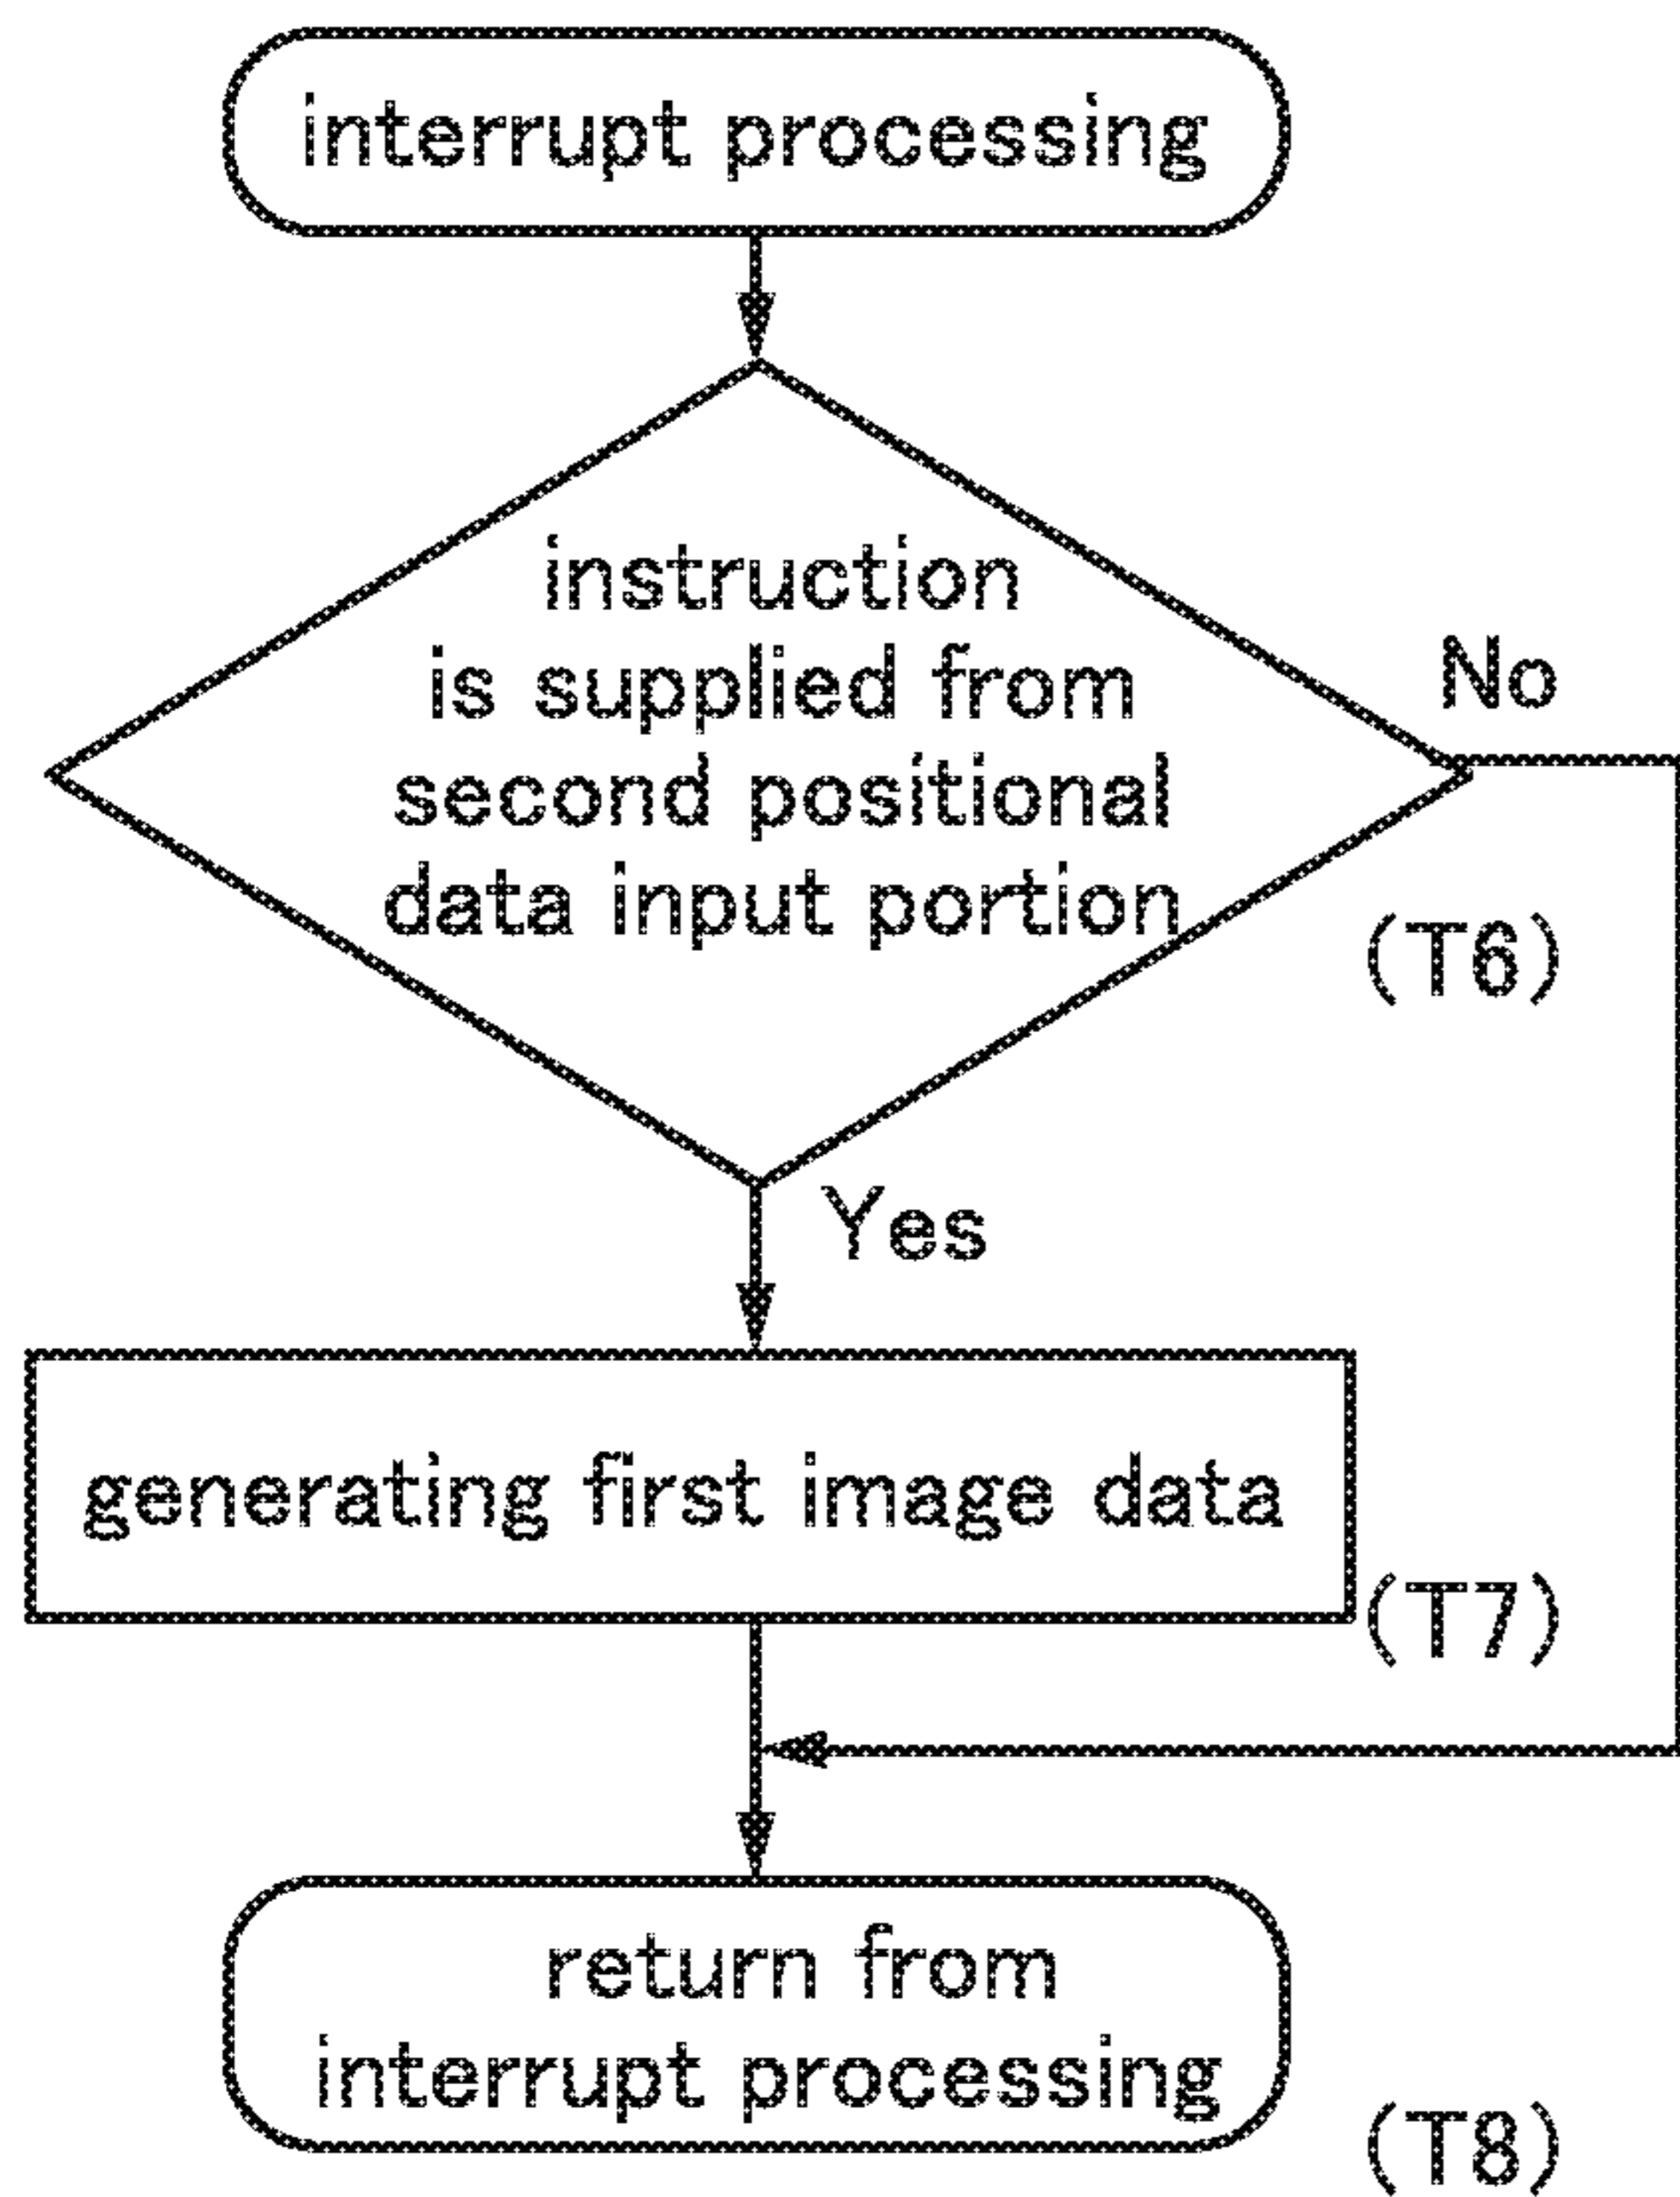 interrupt processing
instruction
is supplied from
second positional
data input portion
No
(T6)
Yes
generating first image data
(T7)
return from
interrupt processing
(T8)